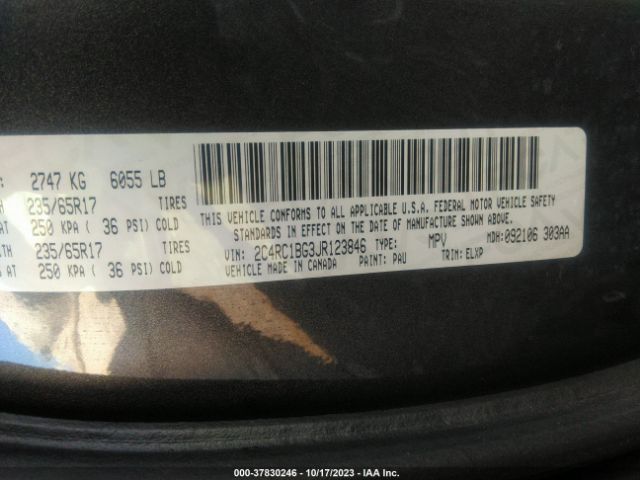 : 2747 KG 6055 LB
H 235/65R17 TIRES
S AT 250 KPA ( 36 PSI) COLD
H 235/65R17 TIRES
S AT 250 KPA ( 36 PSI) COLD
THIS VEHICLE CONFORMS TO ALL APPLICABLE U.S.A. FEDERAL MOTOR VEHICLE SAFETY
STANDARDS IN EFFECT ON THE DATE OF MANUFACTURE SHOWN ABOVE.
VIN: 2C4RC1BG3JR123846 TYPE: MPV MDH:092106 303AA
VEHICLE MADE IN CANADA PAINT: PAU TRIM: ELXP
000-37830246 - 10/17/2023 - IAA Inc.